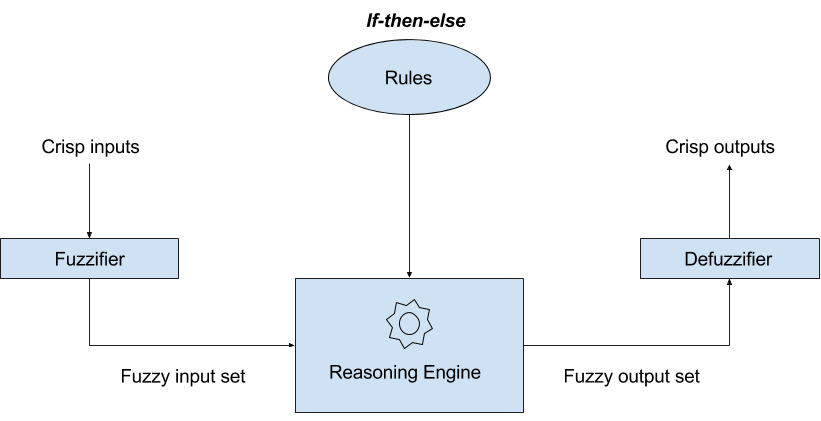 If-then-else
Rules
Crisp inputs
Crisp outputs
Fuzzifier
Defuzzifier
Reasoning Engine
Fuzzy input set
Fuzzy output set